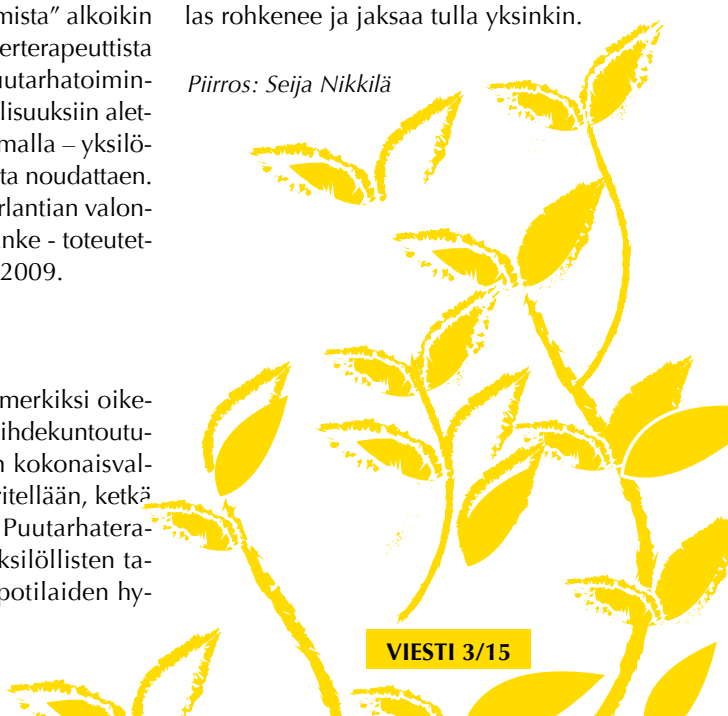 mista” alkoikin
erterapeuttista
uutarhatoimin-
lisuuksiin alet-
malla – yksilö-
ta noudattaen.
rlantian valon-
nke - toteutet-
2009.
merkiksi oike-
ihdekuntoutu-
n kokonaisval-
ritellään, ketkä
Puutarhatera-
ksilöllisten ta-
potilaiden hy-
las rohkenee ja jaksaa tulla yksinkin.
Piirros: Seija Nikkilä
VIESTI 3/15